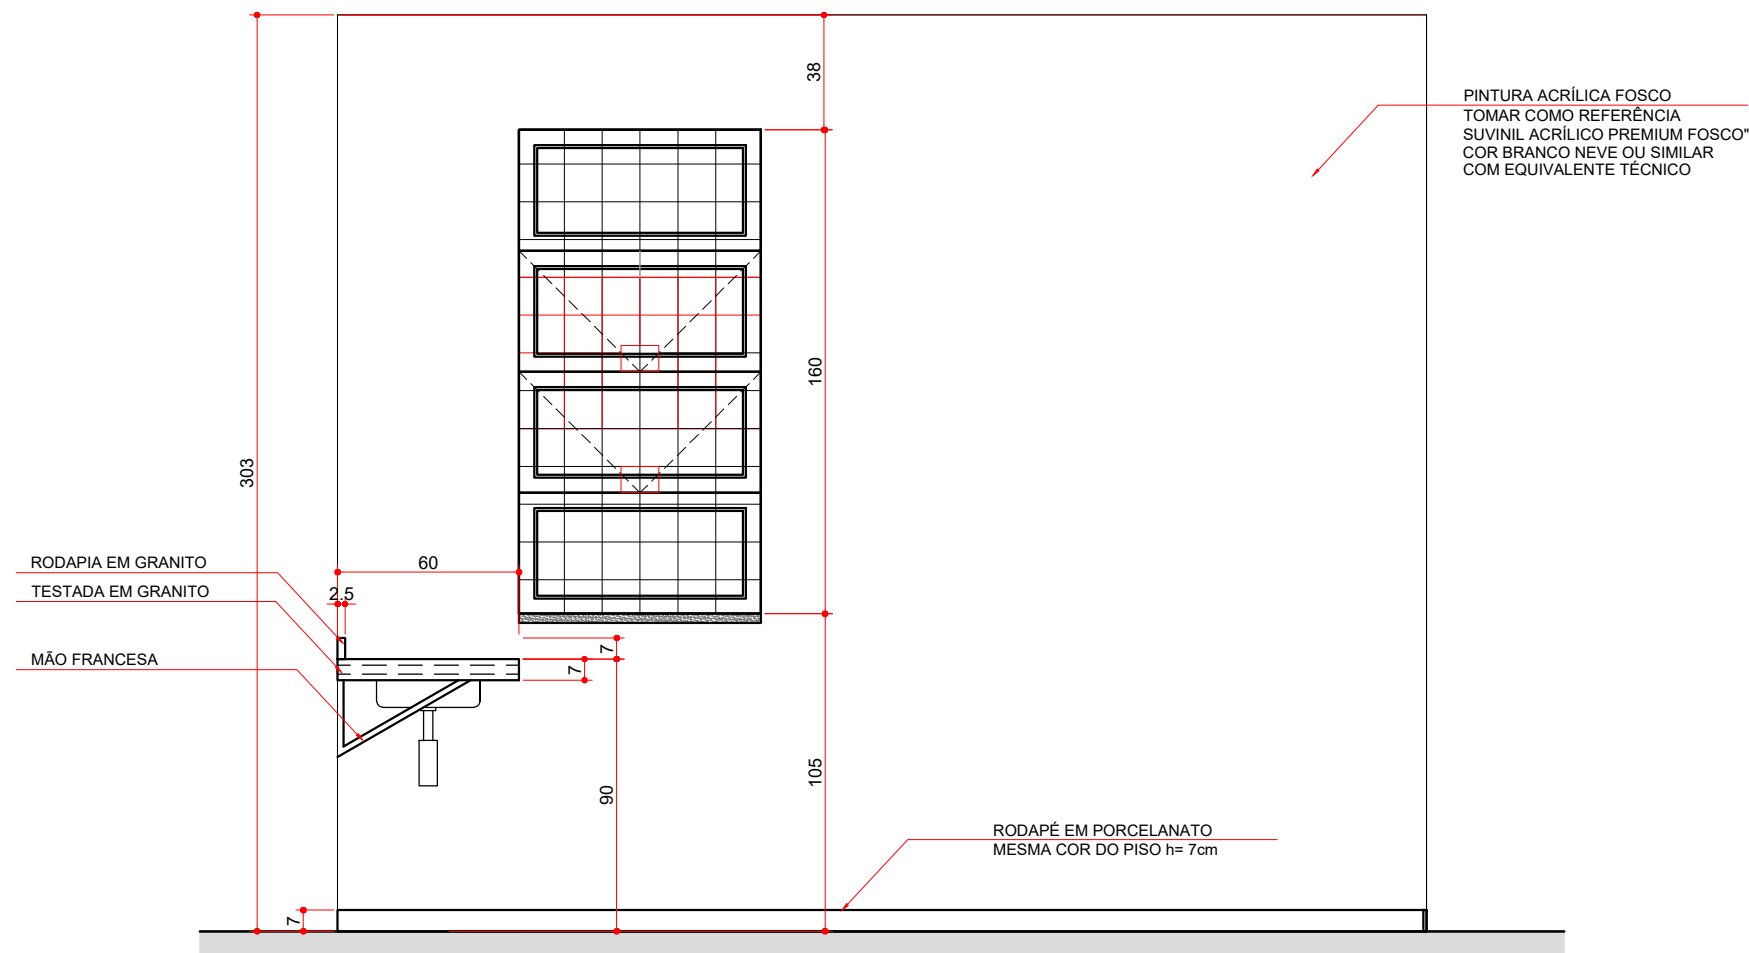 38
PINTURA ACRÍLICA FOSCO
TOMAR COMO REFERÊNCIA
SUVINIL ACRÍLICO PREMIUM FOSCO"
COR BRANCO NEVE OU SIMILAR
COM EQUIVALENTE TÉCNICO
160
303
RODAPIA EM GRANITO
60
TESTADA EM GRANITO
2.5
MÃO FRANCESA
7
7
105
90
RODAPÉ EM PORCELANATO
MESMA COR DO PISO h= 7cm
7